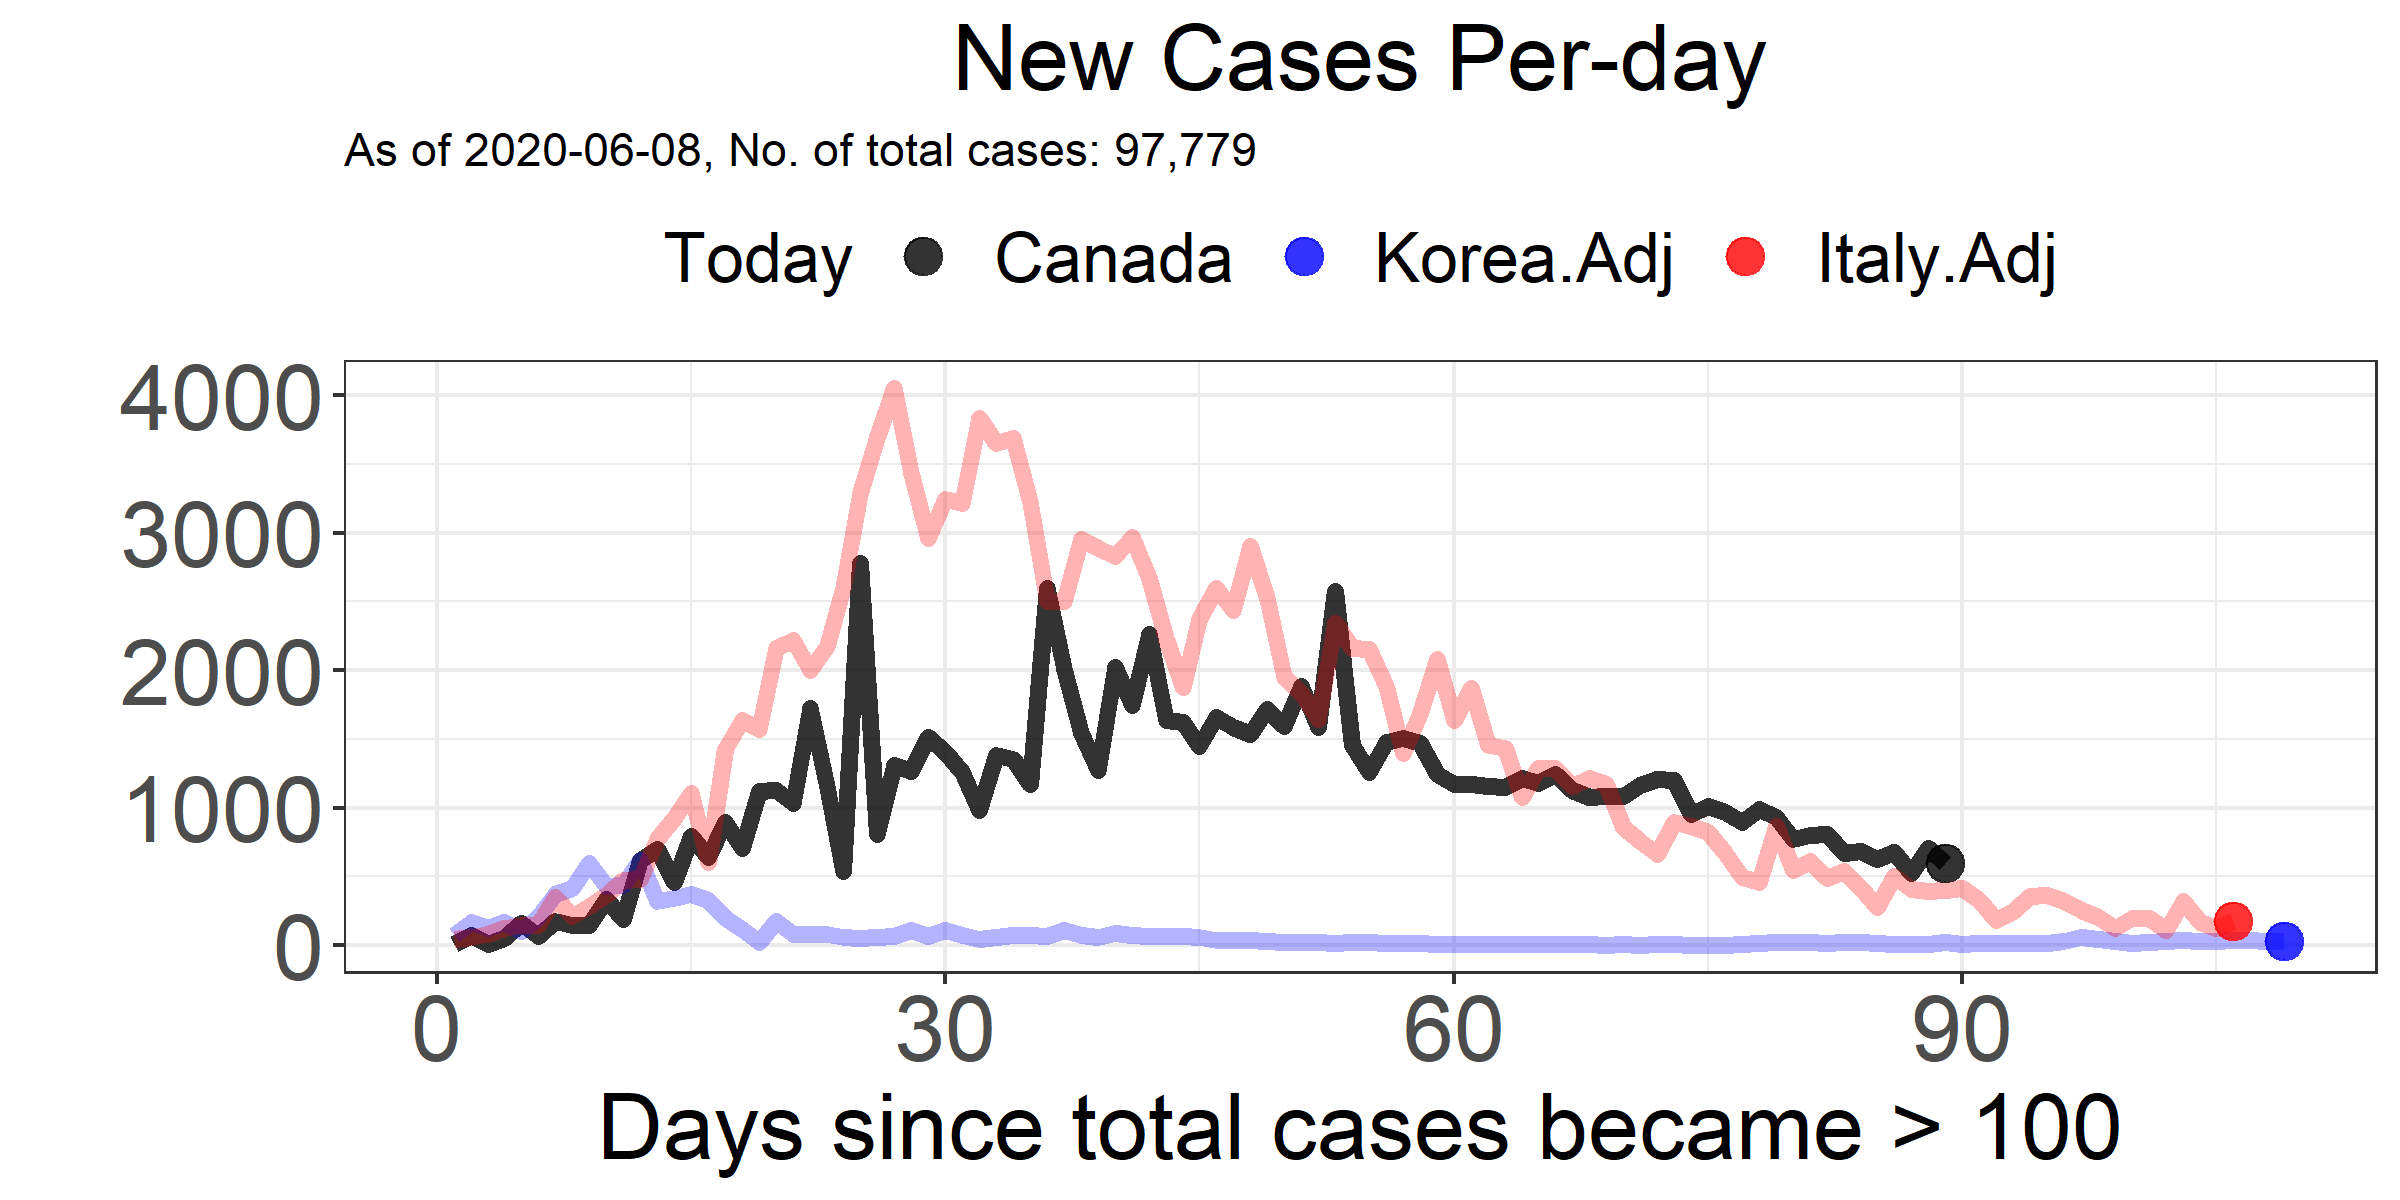 New Cases Per-day
As of 2020-06-08, No. of total cases: 97,779
Today Canada Korea.Adj Italy.Adj
4000
3000
2000
1000
0
0 30 60 90
Days since total cases became > 100